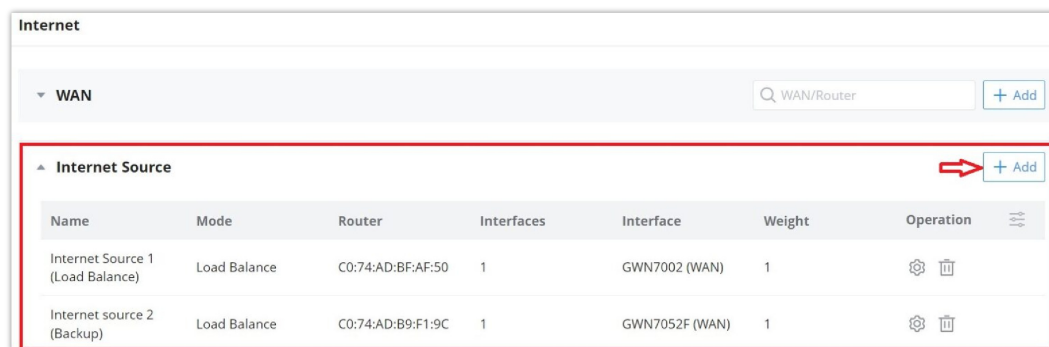 Internet
WAN
WAN/Router
+ Add
Internet Source
+ Add
Name Mode Router Interfaces Interface Weight Operation
Internet Source 1
(Load Balance) Load Balance C0:74:AD:BF:AF:50 1 GWN7002 (WAN) 1
Internet source 2
(Backup) Load Balance C0:74:AD:B9:F1:9C 1 GWN7052F (WAN) 1